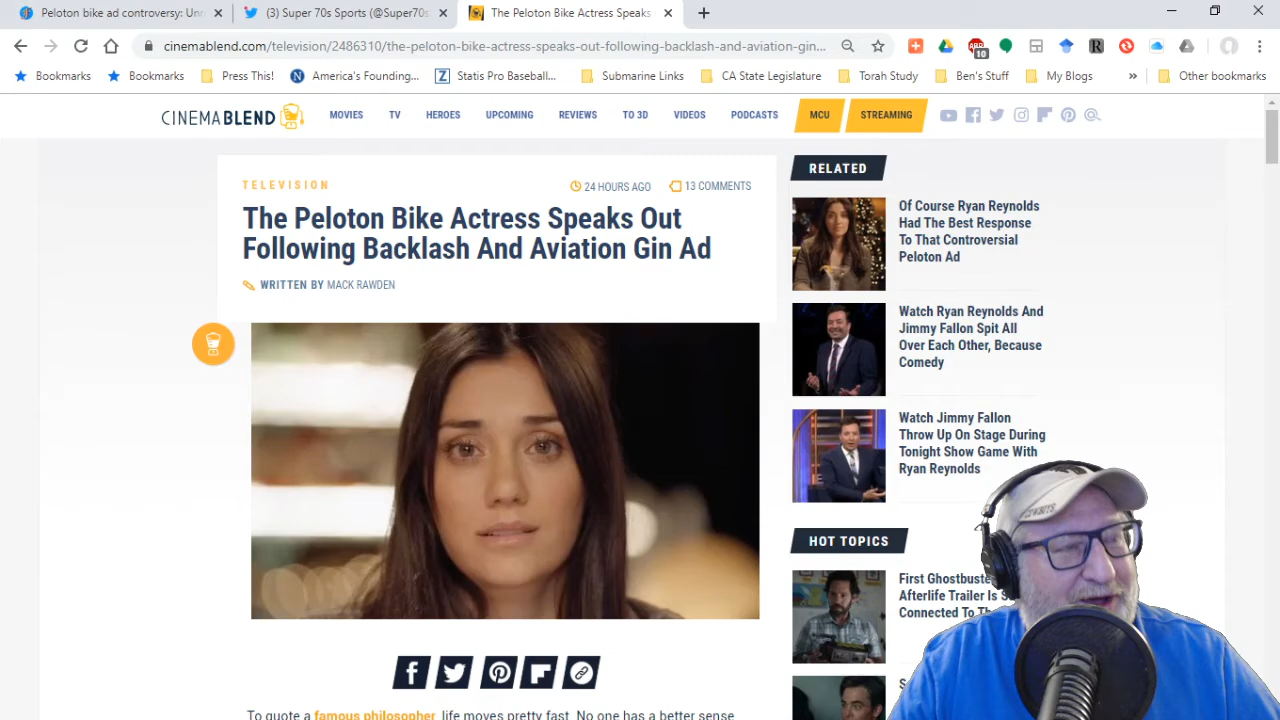 Peloton bike ad controversy: Un
(3) Super 70s Sports (@Super70s
The Peloton Bike Actress Speaks
cinemablend.com/television/2486310/the-peloton-bike-actress-speaks-out-following-backlash-and-aviation-gin...
10
Bookmarks
Bookmarks
Press This!
America's Founding...
Statis Pro Baseball...
Submarine Links
CA State Legislature
Torah Study
Ben's Stuff
My Blogs
»
Other bookmarks
CINEMABLEND
MOVIES
TV
HEROES
UPCOMING
REVIEWS
TO 3D
VIDEOS
PODCASTS
MCU
STREAMING
TELEVISION
24 HOURS AGO
13 COMMENTS
The Peloton Bike Actress Speaks Out
Following Backlash And Aviation Gin Ad
WRITTEN BY MACK RAWDEN
To quote a famous philosopher, life moves pretty fast. No one has a better sense
RELATED
Of Course Ryan Reynolds
Had The Best Response
To That Controversial
Peloton Ad
Watch Ryan Reynolds And
Jimmy Fallon Spit All
Over Each Other, Because
Comedy
Watch Jimmy Fallon
Throw Up On Stage During
Tonight Show Game With
Ryan Reynolds
HOT TOPICS
First Ghostbuste
Afterlife Trailer Is S
Connected To Th
COWBOYS